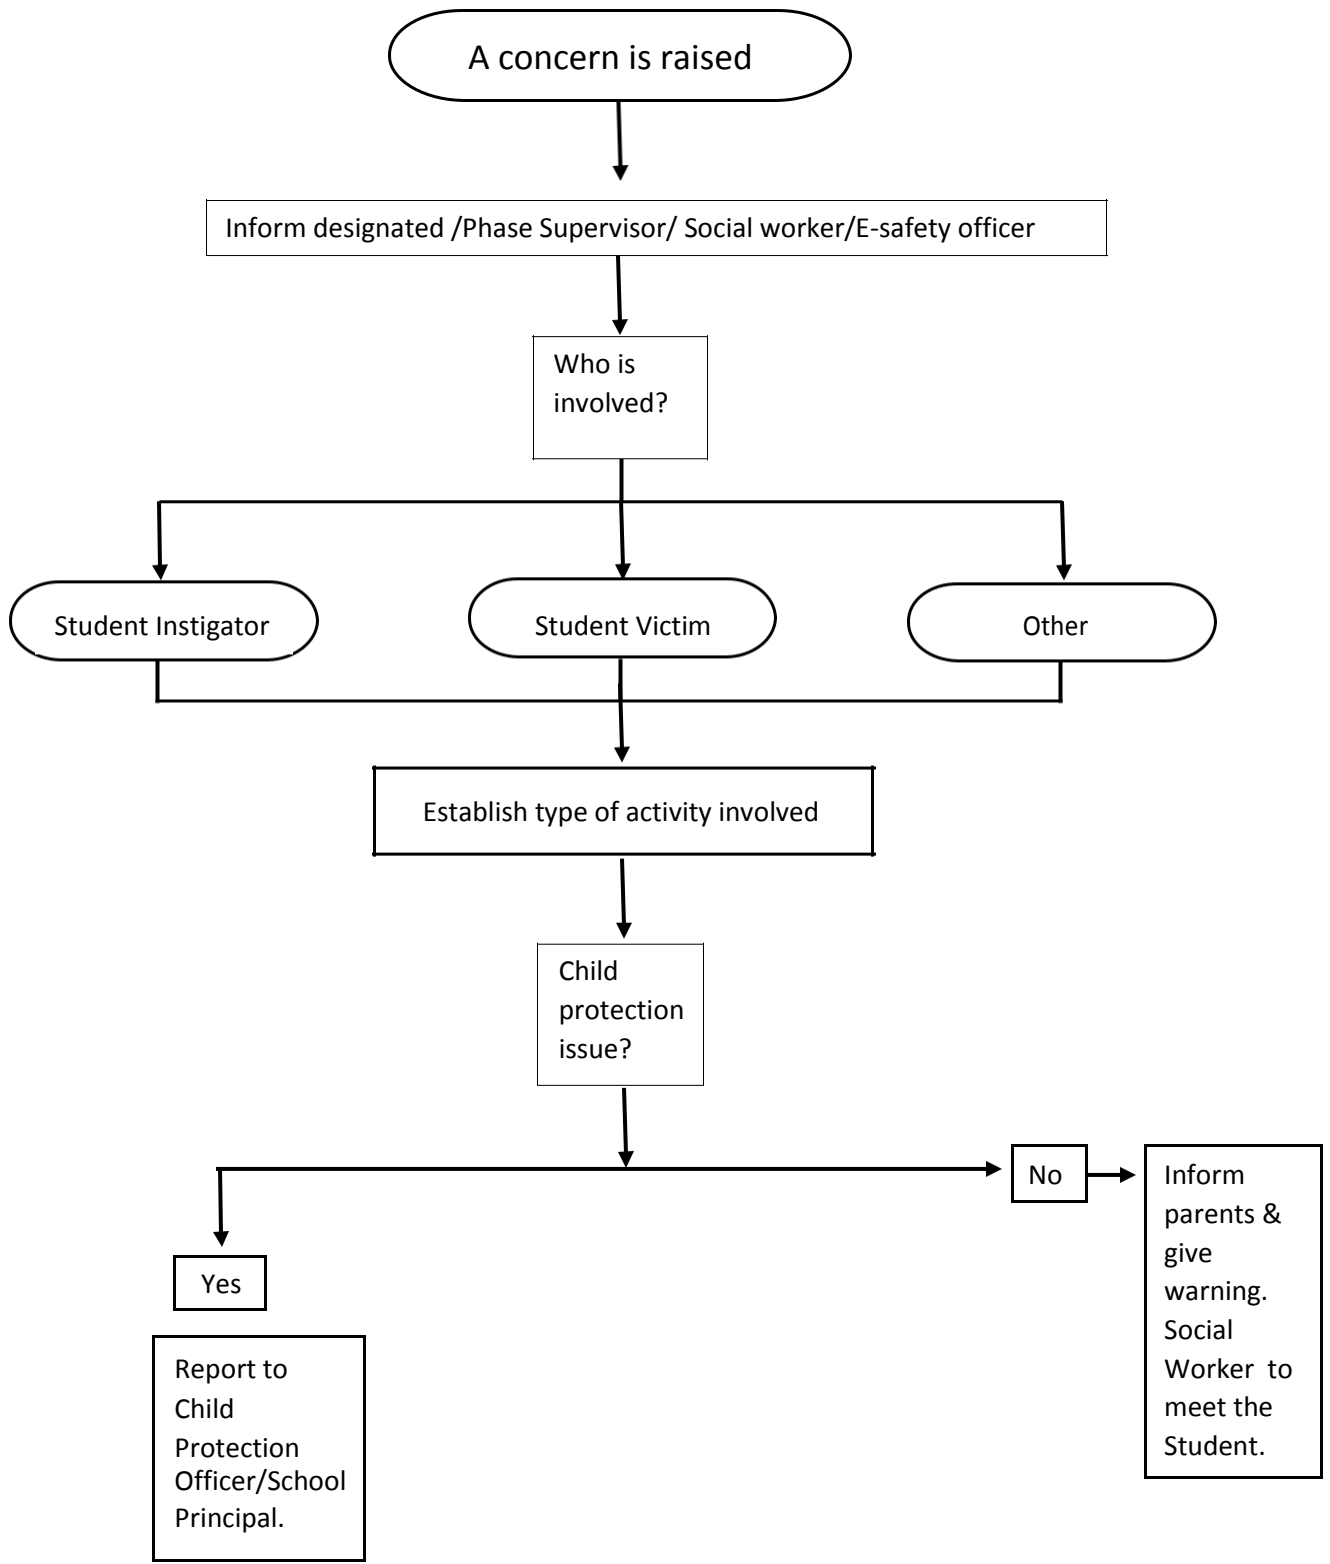 A concern is raised
Inform designated /Phase Supervisor/ Social worker/E-safety officer
Who is
involved?
Student Instigator
Student Victim
Other
Establish type of activity involved
Child
protection
issue?
No
Inform
parents &
give
warning.
Social
Worker  to
meet the
Student.
Yes
Report to
Child
Protection
Officer/School
Principal.